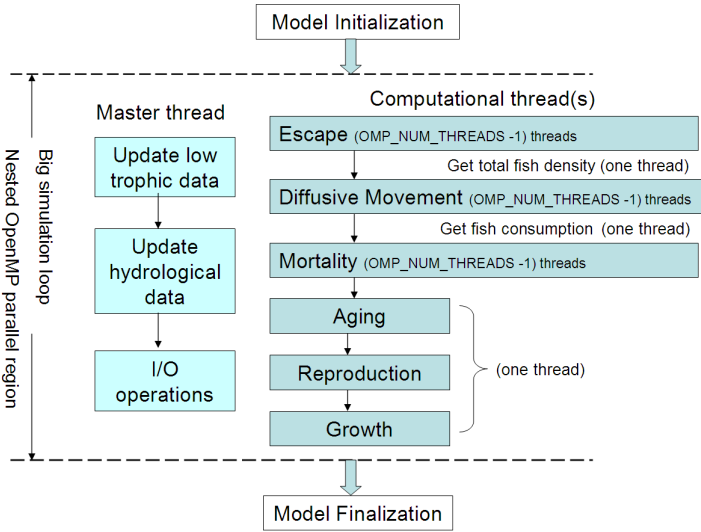 Model Initialization
Big simulation loop
Nested OpenMP parallel region
Master thread
Update low
trophic data
Update
hydrological
data
I/O
operations
Computational thread(s)
Escape (OMP_NUM_THREADS -1) threads
Get total fish density (one thread)
Diffusive Movement (OMP_NUM_THREADS -1) threads
Get fish consumption (one thread)
Mortality (OMP_NUM_THREADS -1) threads
Aging
Reproduction
Growth
(one thread)
Model Finalization